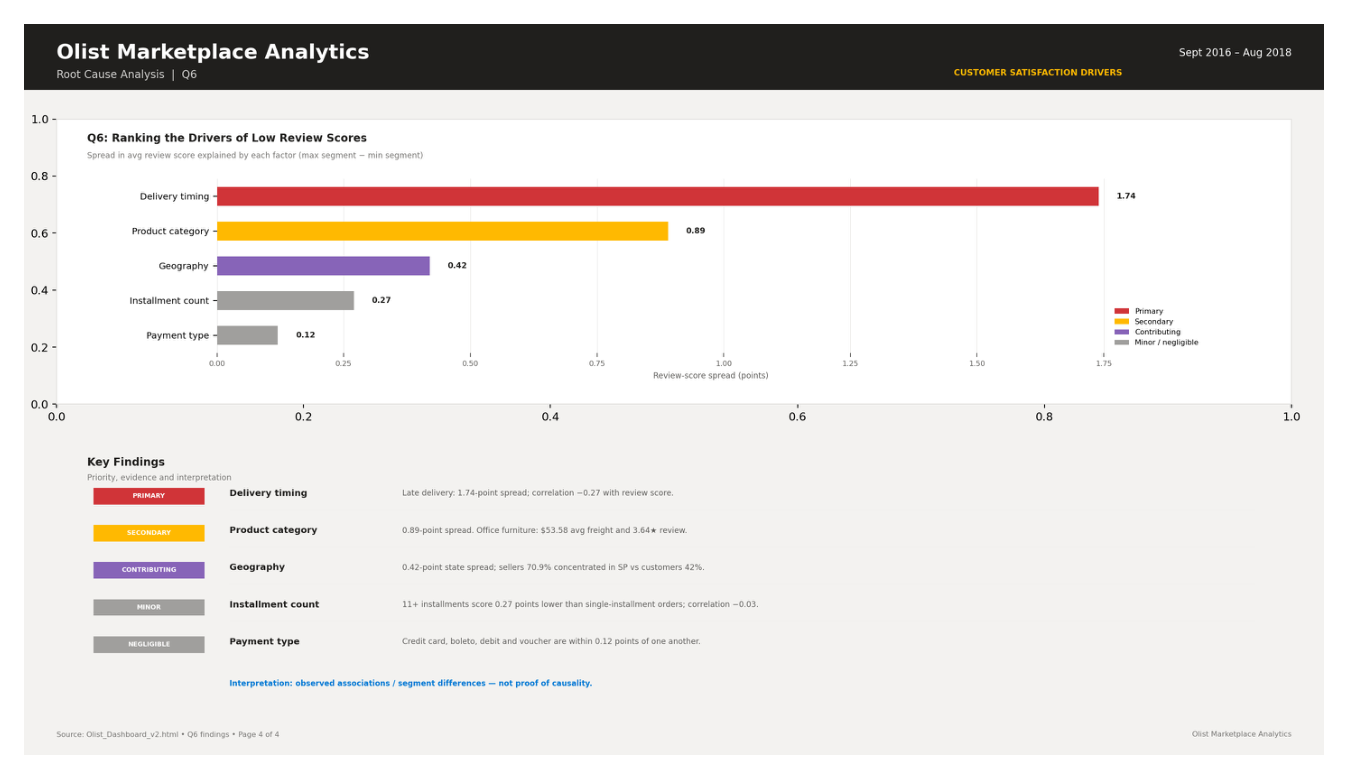 Olist Marketplace Analytics
Sept 2016 – Aug 2018
Root Cause Analysis | Q6
CUSTOMER SATISFACTION DRIVERS
1.0
0.8
0.6
0.4
0.2
0.0
Q6: Ranking the Drivers of Low Review Scores
Spread in avg review score explained by each factor (max segment − min segment)
Delivery timing 1.74
Product category 0.89
Geography 0.42
Installment count 0.27
Payment type 0.12
Primary
Secondary
Contributing
Minor / negligible
0.00 0.25 0.50 0.75 1.00 1.25 1.50 1.75
Review-score spread (points)
0.0 0.2 0.4 0.6 0.8 1.0
Key Findings
Priority, evidence and interpretation
PRIMARY Delivery timing Late delivery: 1.74-point spread; correlation −0.27 with review score.
SECONDARY Product category 0.89-point spread. Office furniture: $53.58 avg freight and 3.64★ review.
CONTRIBUTING Geography 0.42-point state spread; sellers 70.9% concentrated in SP vs customers 42%.
MINOR Installment count 11+ installments score 0.27 points lower than single-installment orders; correlation −0.03.
NEGLIGIBLE Payment type Credit card, boleto, debit and voucher are within 0.12 points of one another.
Interpretation: observed associations / segment differences — not proof of causality.
Source: Olist_Dashboard_v2.html • Q6 findings • Page 4 of 4
Olist Marketplace Analytics